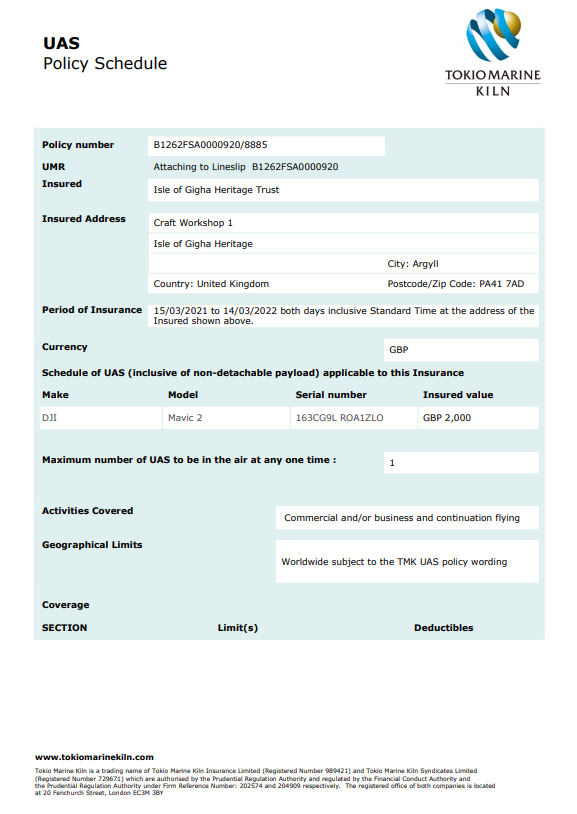 UAS
Policy Schedule
TOKIO MARINE
KILN
Policy number B1262FSA0000920/8885
UMR Attaching to Lineslip B1262FSA0000920
Insured Isle of Gigha Heritage Trust
Insured Address Craft Workshop 1
Isle of Gigha Heritage
City: Argyll
Country: United Kingdom Postcode/Zip Code: PA41 7AD
Period of Insurance 15/03/2021 to 14/03/2022 both days inclusive Standard Time at the address of the
Insured shown above.
Currency GBP
Schedule of UAS (inclusive of non-detachable payload) applicable to this Insurance
Make Model Serial number Insured value
DJI Mavic 2 163CG9L ROA1ZLO GBP 2,000
Maximum number of UAS to be in the air at any one time : 1
Activities Covered Commercial and/or business and continuation flying
Geographical Limits Worldwide subject to the TMK UAS policy wording
Coverage
SECTION Limit(s) Deductibles
www.tokiomarinekiln.com
Tokio Marine Kiln is a trading name of Tokio Marine Kiln Insurance Limited (Registered Number 989421) and Tokio Marine Kiln Syndicates Limited
(Registered Number 729671) which are authorised by the Prudential Regulation Authority and regulated by the Financial Conduct Authority and
the Prudential Regulation Authority under Firm Reference Number: 202574 and 204909 respectively. The registered office of both companies is located
at 20 Fenchurch Street, London EC3M 3BY